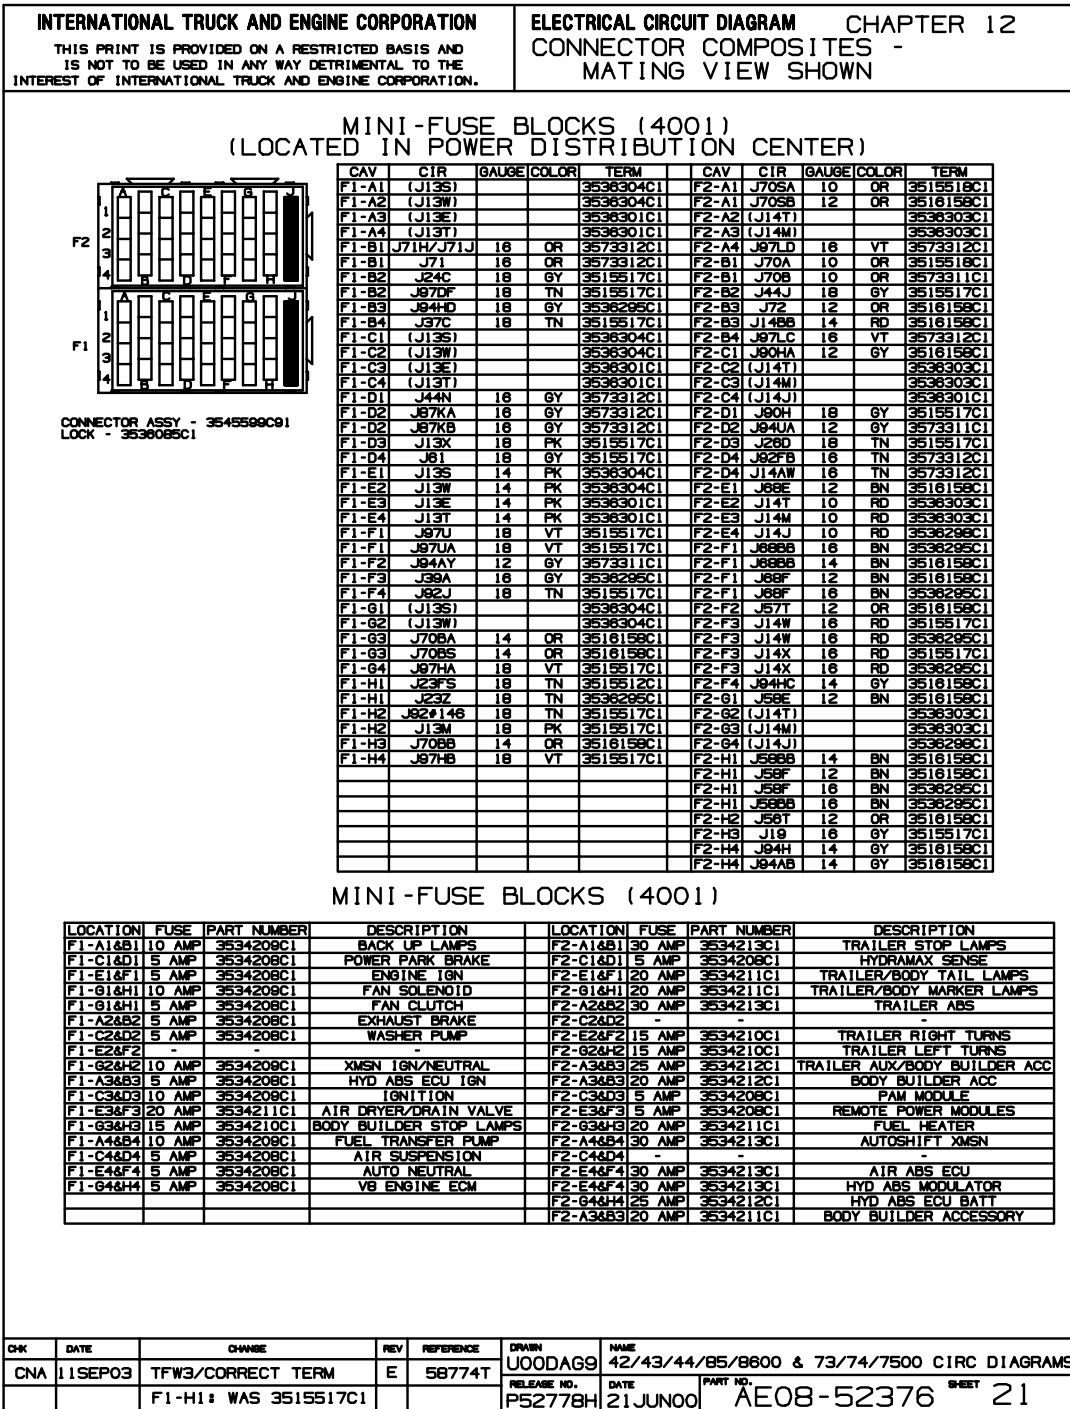 INTERNATIONAL TRUCK AND ENGINE CORPORATION
THIS PRINT IS PROVIDED ON A RESTRICTED BASIS AND
IS NOT TO BE USED IN ANY WAY DETRIMENTAL TO THE
INTEREST OF INTERNATIONAL TRUCK AND ENGINE CORPORATION.
ELECTRICAL CIRCUIT DIAGRAM CHAPTER 12
CONNECTOR COMPOSITES -
MATING VIEW SHOWN
MINI-FUSE BLOCKS (4001)
(LOCATED IN POWER DISTRIBUTION CENTER)
A C E G J
1
F2 2
3
4
B D F H
A C E G J
1
F1 2
3
4
B D F H
CONNECTOR ASSY - 3545599C91
LOCK - 3536085C1
CAV CIR GAUGE COLOR TERM CAV CIR GAUGE COLOR TERM
F1-A1 (J13S) 3536304C1 F2-A1 J70SA 10 OR 3515518C1
F1-A2 (J13W) 3536304C1 F2-A1 J70SB 12 OR 3516158C1
F1-A3 (J13E) 3536301C1 F2-A2 (J14T) 3536303C1
F1-A4 (J13T) 3536301C1 F2-A3 (J14M) 3536303C1
F1-B1 J71H/J71J 16 OR 3573312C1 F2-A4 J97LD 16 VT 3573312C1
F1-B1 J71 16 OR 3573312C1 F2-B1 J70A 10 OR 3515518C1
F1-B2 J24C 18 GY 3515517C1 F2-B1 J70B 10 OR 3573311C1
F1-B2 J97DF 18 TN 3515517C1 F2-B2 J44J 18 GY 3515517C1
F1-B3 J94HD 18 GY 3536295C1 F2-B3 J72 12 OR 3516158C1
F1-B4 J37C 18 TN 3515517C1 F2-B3 J14BB 14 RD 3516158C1
F1-C1 (J13S) 3536304C1 F2-B4 J97LC 16 VT 3573312C1
F1-C2 (J13W) 3536304C1 F2-C1 J90HA 12 GY 3516158C1
F1-C3 (J13E) 3536301C1 F2-C2 (J14T) 3536303C1
F1-C4 (J13T) 3536301C1 F2-C3 (J14M) 3536303C1
F1-D1 J44N 16 GY 3573312C1 F2-C4 (J14J) 3536301C1
F1-D2 J87KA 16 GY 3573312C1 F2-D1 J90H 18 GY 3515517C1
F1-D2 J87KB 16 GY 3573312C1 F2-D2 J94UA 12 GY 3573311C1
F1-D3 J13X 18 PK 3515517C1 F2-D3 J26D 18 TN 3515517C1
F1-D4 J61 18 GY 3515517C1 F2-D4 J92FB 16 TN 3573312C1
F1-E1 J13S 14 PK 3536304C1 F2-D4 J14AW 16 TN 3573312C1
F1-E2 J13W 14 PK 3536304C1 F2-E1 J68E 12 BN 3516158C1
F1-E3 J13E 14 PK 3536301C1 F2-E2 J14T 10 RD 3536303C1
F1-E4 J13T 14 PK 3536301C1 F2-E3 J14M 10 RD 3536303C1
F1-F1 J97U 18 VT 3515517C1 F2-E4 J14J 10 RD 3536298C1
F1-F1 J97UA 18 VT 3515517C1 F2-F1 J68BB 16 BN 3536295C1
F1-F2 J94AY 12 GY 3573311C1 F2-F1 J68BB 14 BN 3516158C1
F1-F3 J39A 16 GY 3536295C1 F2-F1 J68F 12 BN 3516158C1
F1-F4 J92J 18 TN 3515517C1 F2-F1 J68F 16 BN 3536295C1
F1-G1 (J13S) 3536304C1 F2-F2 J57T 12 OR 3516158C1
F1-G2 (J13W) 3536304C1 F2-F3 J14W 16 RD 3515517C1
F1-G3 J70BA 14 OR 3516158C1 F2-F3 J14W 16 RD 3536295C1
F1-G3 J70BS 14 OR 3516158C1 F2-F3 J14X 16 RD 3515517C1
F1-G4 J97HA 18 VT 3515517C1 F2-F3 J14X 16 RD 3536295C1
F1-H1 J23FS 18 TN 3515512C1 F2-F4 J94HC 14 GY 3516158C1
F1-H1 J23Z 18 TN 3536295C1 F2-G1 J58E 12 BN 3516158C1
F1-H2 J92#146 18 TN 3515517C1 F2-G2 (J14T) 3536303C1
F1-H2 J13M 18 PK 3515517C1 F2-G3 (J14M) 3536303C1
F1-H3 J70BB 14 OR 3516158C1 F2-G4 (J14J) 3536298C1
F1-H4 J97HB 18 VT 3515517C1 F2-H1 J58BB 14 BN 3516158C1
F2-H1 J58F 12 BN 3516158C1
F2-H1 J58F 16 BN 3536295C1
F2-H1 J58BB 16 BN 3536295C1
F2-H2 J56T 12 OR 3516158C1
F2-H3 J19 16 GY 3515517C1
F2-H4 J94H 14 GY 3516158C1
F2-H4 J94AB 14 GY 3516158C1
MINI-FUSE BLOCKS (4001)
LOCATION FUSE PART NUMBER DESCRIPTION LOCATION FUSE PART NUMBER DESCRIPTION
F1-A1&B1 10 AMP 3534209C1 BACK UP LAMPS F2-A1&B1 30 AMP 3534213C1 TRAILER STOP LAMPS
F1-C1&D1 5 AMP 3534208C1 POWER PARK BRAKE F2-C1&D1 5 AMP 3534208C1 HYDRAMAX SENSE
F1-E1&F1 5 AMP 3534208C1 ENGINE IGN F2-E1&F1 20 AMP 3534211C1 TRAILER/BODY TAIL LAMPS
F1-G1&H1 10 AMP 3534209C1 FAN SOLENOID F2-G1&H1 20 AMP 3534211C1 TRAILER/BODY MARKER LAMPS
F1-G1&H1 5 AMP 3534208C1 FAN CLUTCH F2-A2&B2 30 AMP 3534213C1 TRAILER ABS
F1-A2&B2 5 AMP 3534208C1 EXHAUST BRAKE F2-C2&D2 - - -
F1-C2&D2 5 AMP 3534208C1 WASHER PUMP F2-E2&F2 15 AMP 3534210C1 TRAILER RIGHT TURNS
F1-E2&F2 - - - F2-G2&H2 15 AMP 3534210C1 TRAILER LEFT TURNS
F1-G2&H2 10 AMP 3534209C1 XMSN IGN/NEUTRAL F2-A3&B3 25 AMP 3534212C1 TRAILER AUX/BODY BUILDER ACC
F1-A3&B3 5 AMP 3534208C1 HYD ABS ECU IGN F2-A3&B3 20 AMP 3534212C1 BODY BUILDER ACC
F1-C3&D3 10 AMP 3534209C1 IGNITION F2-C3&D3 5 AMP 3534208C1 PAM MODULE
F1-E3&F3 20 AMP 3534211C1 AIR DRYER/DRAIN VALVE F2-E3&F3 5 AMP 3534208C1 REMOTE POWER MODULES
F1-G3&H3 15 AMP 3534210C1 BODY BUILDER STOP LAMPS F2-G3&H3 20 AMP 3534211C1 FUEL HEATER
F1-A4&B4 10 AMP 3534209C1 FUEL TRANSFER PUMP F2-A4&B4 30 AMP 3534213C1 AUTOSHIFT XMSN
F1-C4&D4 5 AMP 3534208C1 AIR SUSPENSION F2-C4&D4 - - -
F1-E4&F4 5 AMP 3534208C1 AUTO NEUTRAL F2-E4&F4 30 AMP 3534213C1 AIR ABS ECU
F1-G4&H4 5 AMP 3534208C1 V8 ENGINE ECM F2-E4&F4 30 AMP 3534213C1 HYD ABS MODULATOR
F2-G4&H4 25 AMP 3534212C1 HYD ABS ECU BATT
F2-A3&B3 20 AMP 3534211C1 BODY BUILDER ACCESSORY
CHK DATE CHANGE REV REFERENCE DRAWN NAME
CNA 11SEP03 TFW3/CORRECT TERM E 58774T U00DAG9 42/43/44/85/8600 & 73/74/7500 CIRC DIAGRAMS
F1-H1: WAS 3515517C1 RELEASE NO. P52778H DATE 21JUN00 PART NO. AE08-52376 SHEET 21